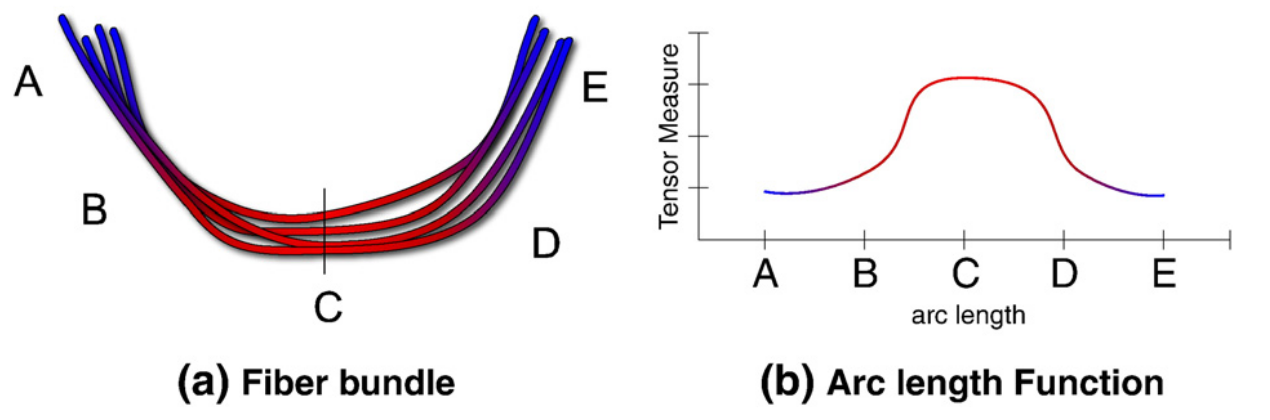 A
B
C
D
E
(a) Fiber bundle
Tensor Measure
A B C D E
arc length
(b) Arc length Function